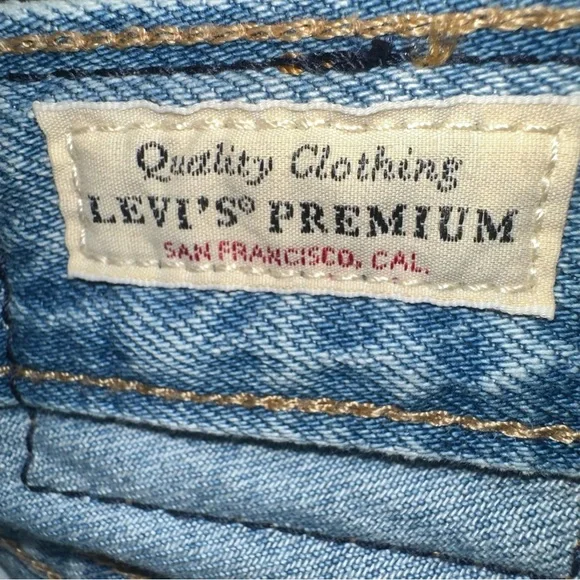 Quality Clothing
LEVI'S® PREMIUM
SAN FRANCISCO, CAL.